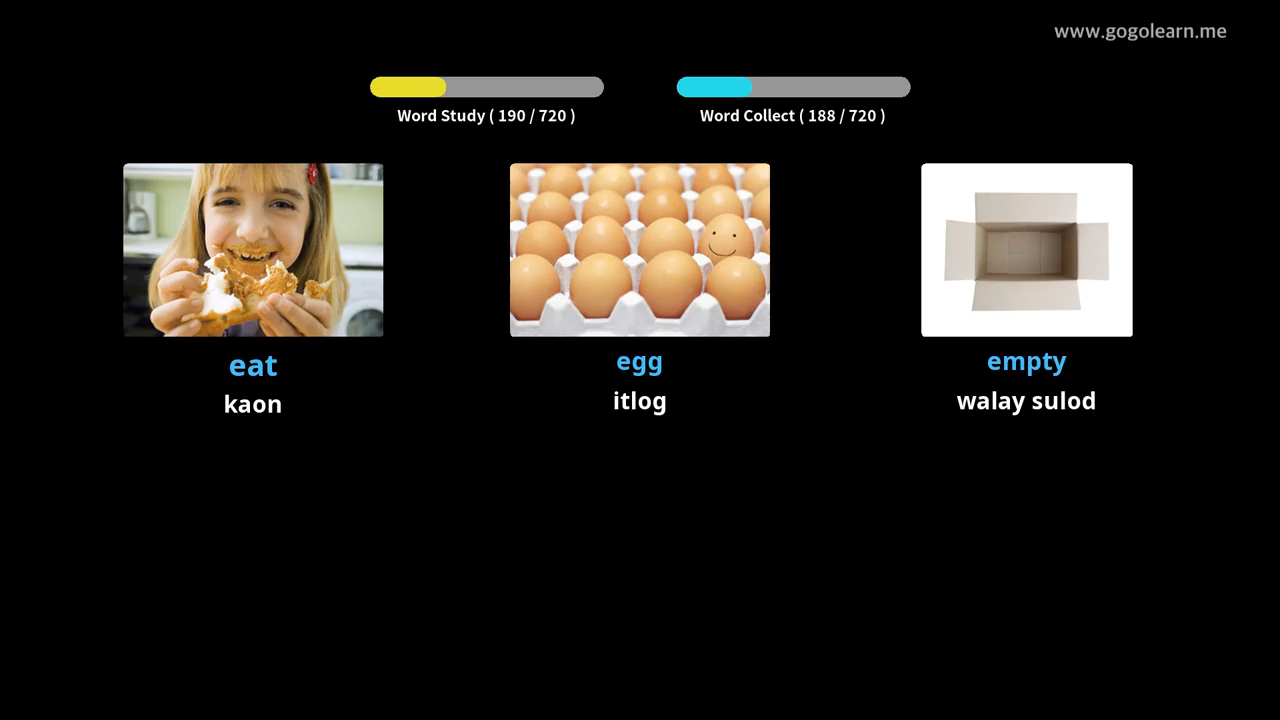 www.gogolearn.me
Word Study ( 190 / 720 )
Word Collect ( 188 / 720 )
eat
kaon
egg
itlog
empty
walay sulod